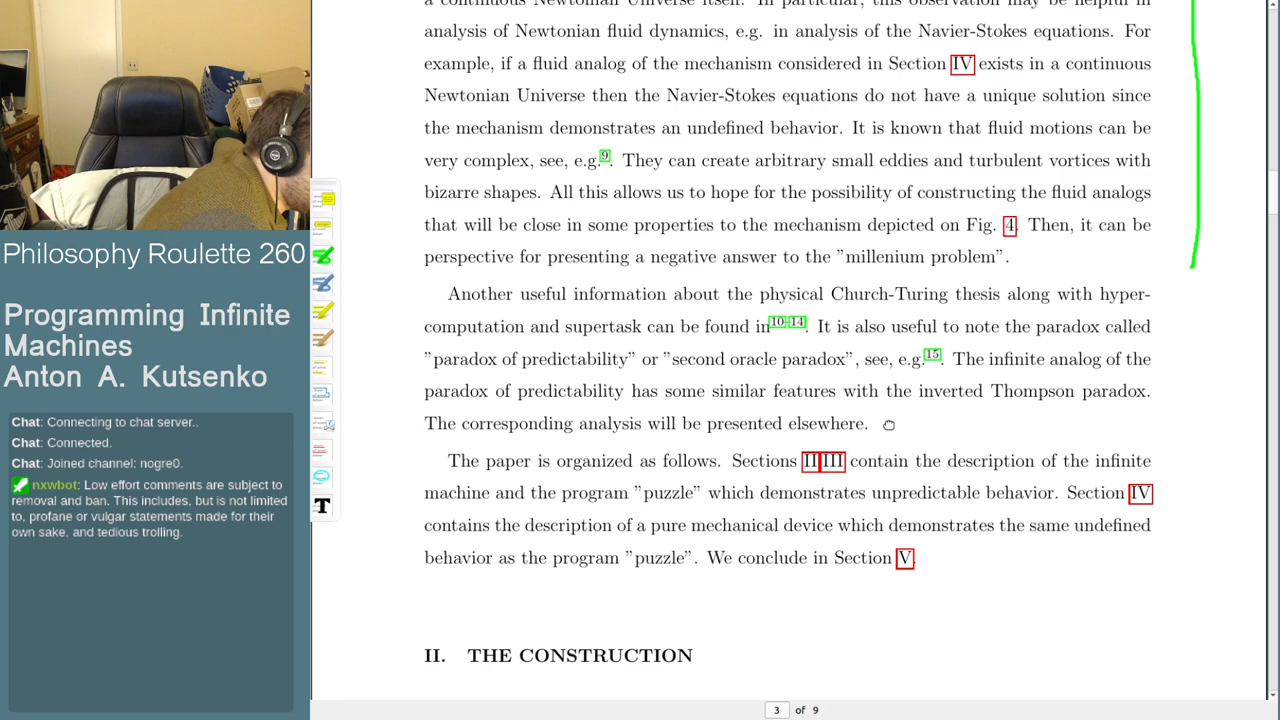 a continuous Newtonian Universe itself. In particular, this observation may be helpful in
analysis of Newtonian fluid dynamics, e.g. in analysis of the Navier-Stokes equations. For
example, if a fluid analog of the mechanism considered in Section IV exists in a continuous
Newtonian Universe then the Navier-Stokes equations do not have a unique solution since
the mechanism demonstrates an undefined behavior. It is known that fluid motions can be
very complex, see, e.g.9. They can create arbitrary small eddies and turbulent vortices with
bizarre shapes. All this allows us to hope for the possibility of constructing the fluid analogs
that will be close in some properties to the mechanism depicted on Fig. 4. Then, it can be
perspective for presenting a negative answer to the "millenium problem".
Another useful information about the physical Church-Turing thesis along with hyper-
computation and supertask can be found in10–14. It is also useful to note the paradox called
"paradox of predictability" or "second oracle paradox", see, e.g.15. The infinite analog of the
paradox of predictability has some similar features with the inverted Thompson paradox.
The corresponding analysis will be presented elsewhere.
The paper is organized as follows. Sections II, III contains a description of the infinite
machine and the program "puzzle" which demonstrates unpredictable behavior. Section IV
contains the description of a pure mechanical device which demonstrates the same undefined
behavior as the program "puzzle". We conclude in Section V.
II. THE CONSTRUCTION
Philosophy Roulette 260
Programming Infinite
Machines
Anton A. Kutsenko
Chat: Connecting to chat server..
Chat: Connected.
Chat: Joined channel: nogre0.
nxwbot: Low effort comments are subject to
removal and ban. This includes, but is not limited
to, profane or vulgar statements made for their
own sake, and tedious trolling.
T
3 of 9